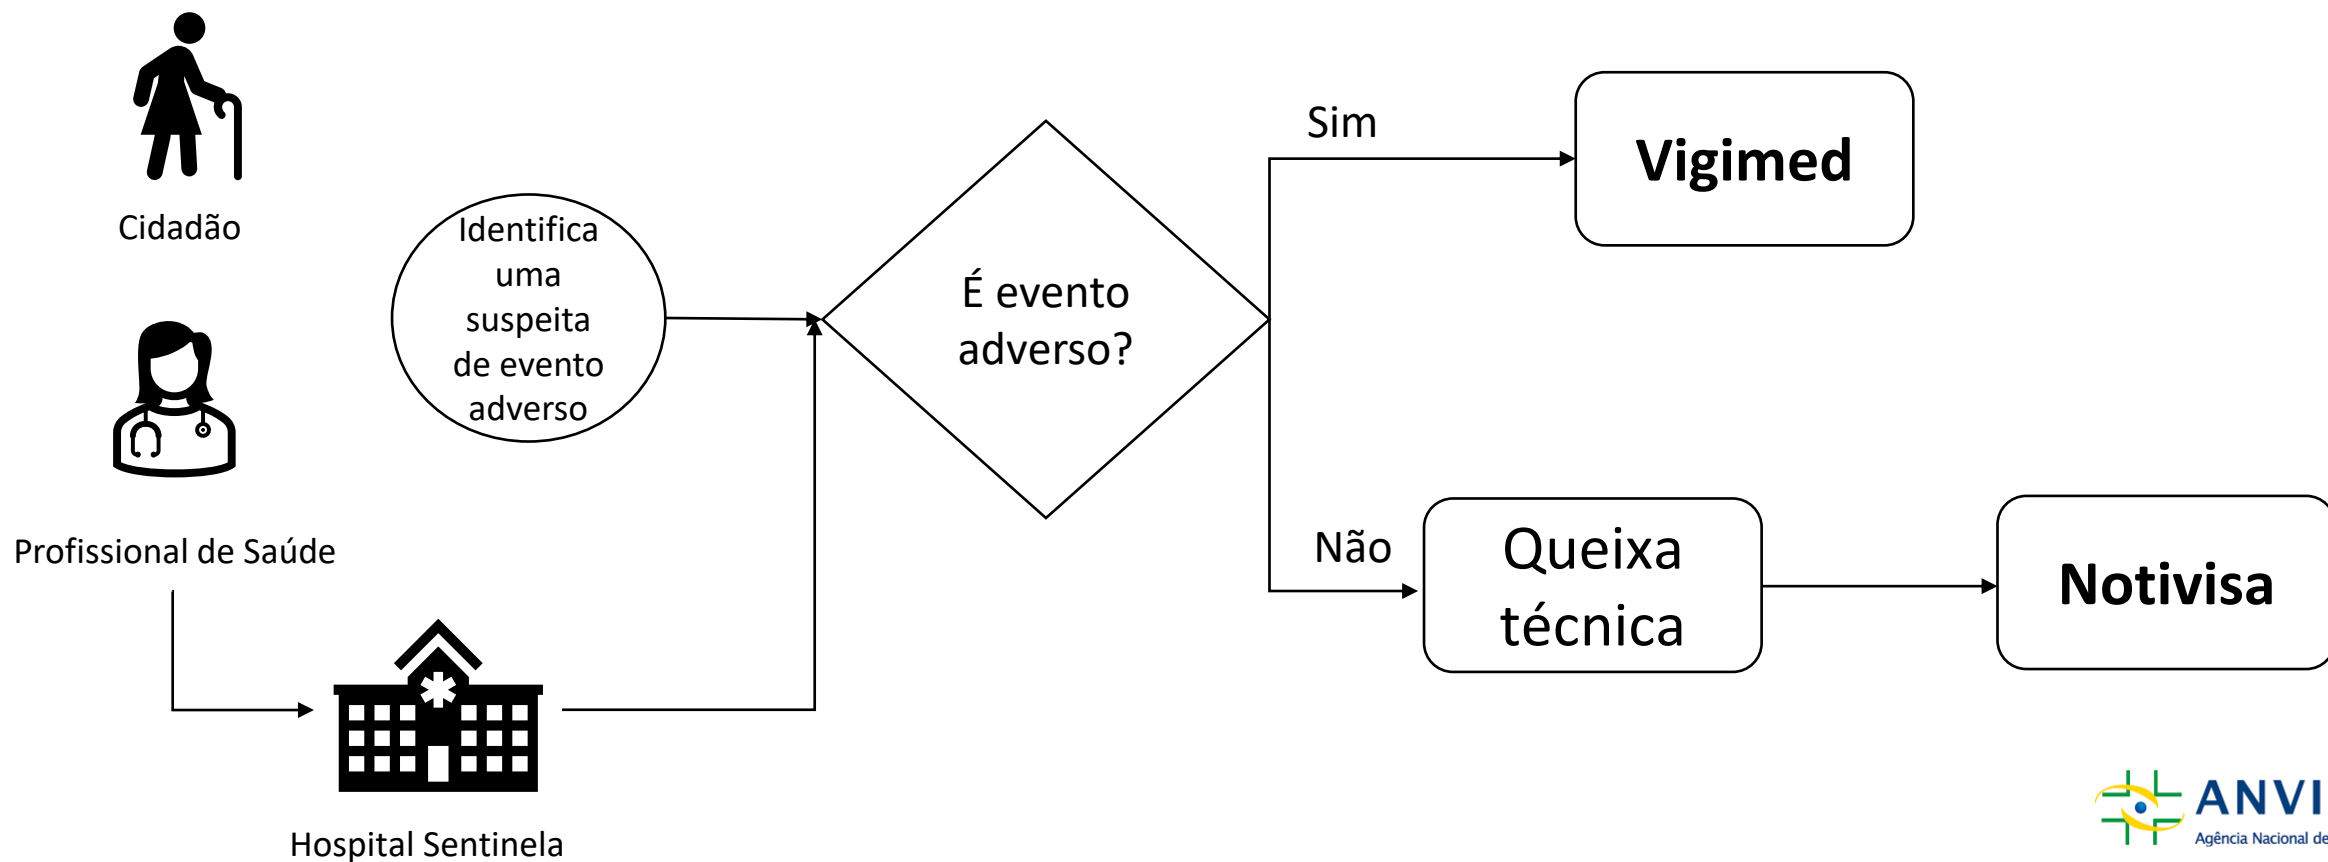 Cidadão
Profissional de Saúde
Hospital Sentinela
Identifica
uma
suspeita
de evento
adverso
É evento
adverso?
Sim
Vigimed
Não
Queixa
técnica
Notivisa
ANVI
Agência Nacional de